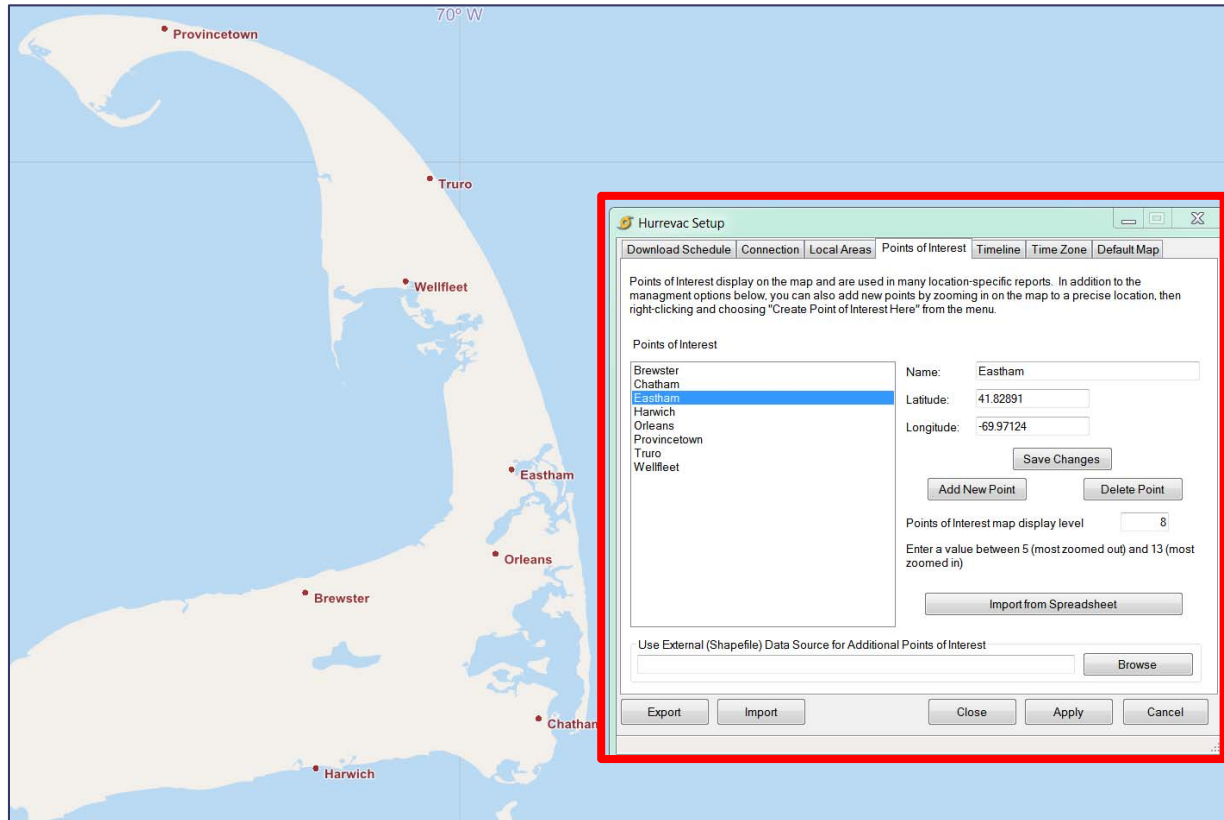 70° W
Provincetown
Truro
Wellfleet
Eastham
Orleans
Brewster
Chatham
Harwich
Hurrevac Setup
Download Schedule Connection Local Areas Points of Interest Timeline Time Zone Default Map
Points of Interest display on the map and are used in many location-specific reports. In addition to the
managment options below, you can also add new points by zooming in on the map to a precise location, then
right-clicking and choosing "Create Point of Interest Here" from the menu.
Points of Interest
Brewster
Chatham
Eastham
Harwich
Orleans
Provincetown
Truro
Wellfleet
Name: Eastham
Latitude: 41.82891
Longitude: -69.97124
Save Changes
Add New Point Delete Point
Points of Interest map display level 8
Enter a value between 5 (most zoomed out) and 13 (most
zoomed in)
Import from Spreadsheet
Use External (Shapefile) Data Source for Additional Points of Interest
Browse
Export Import Close Apply Cancel